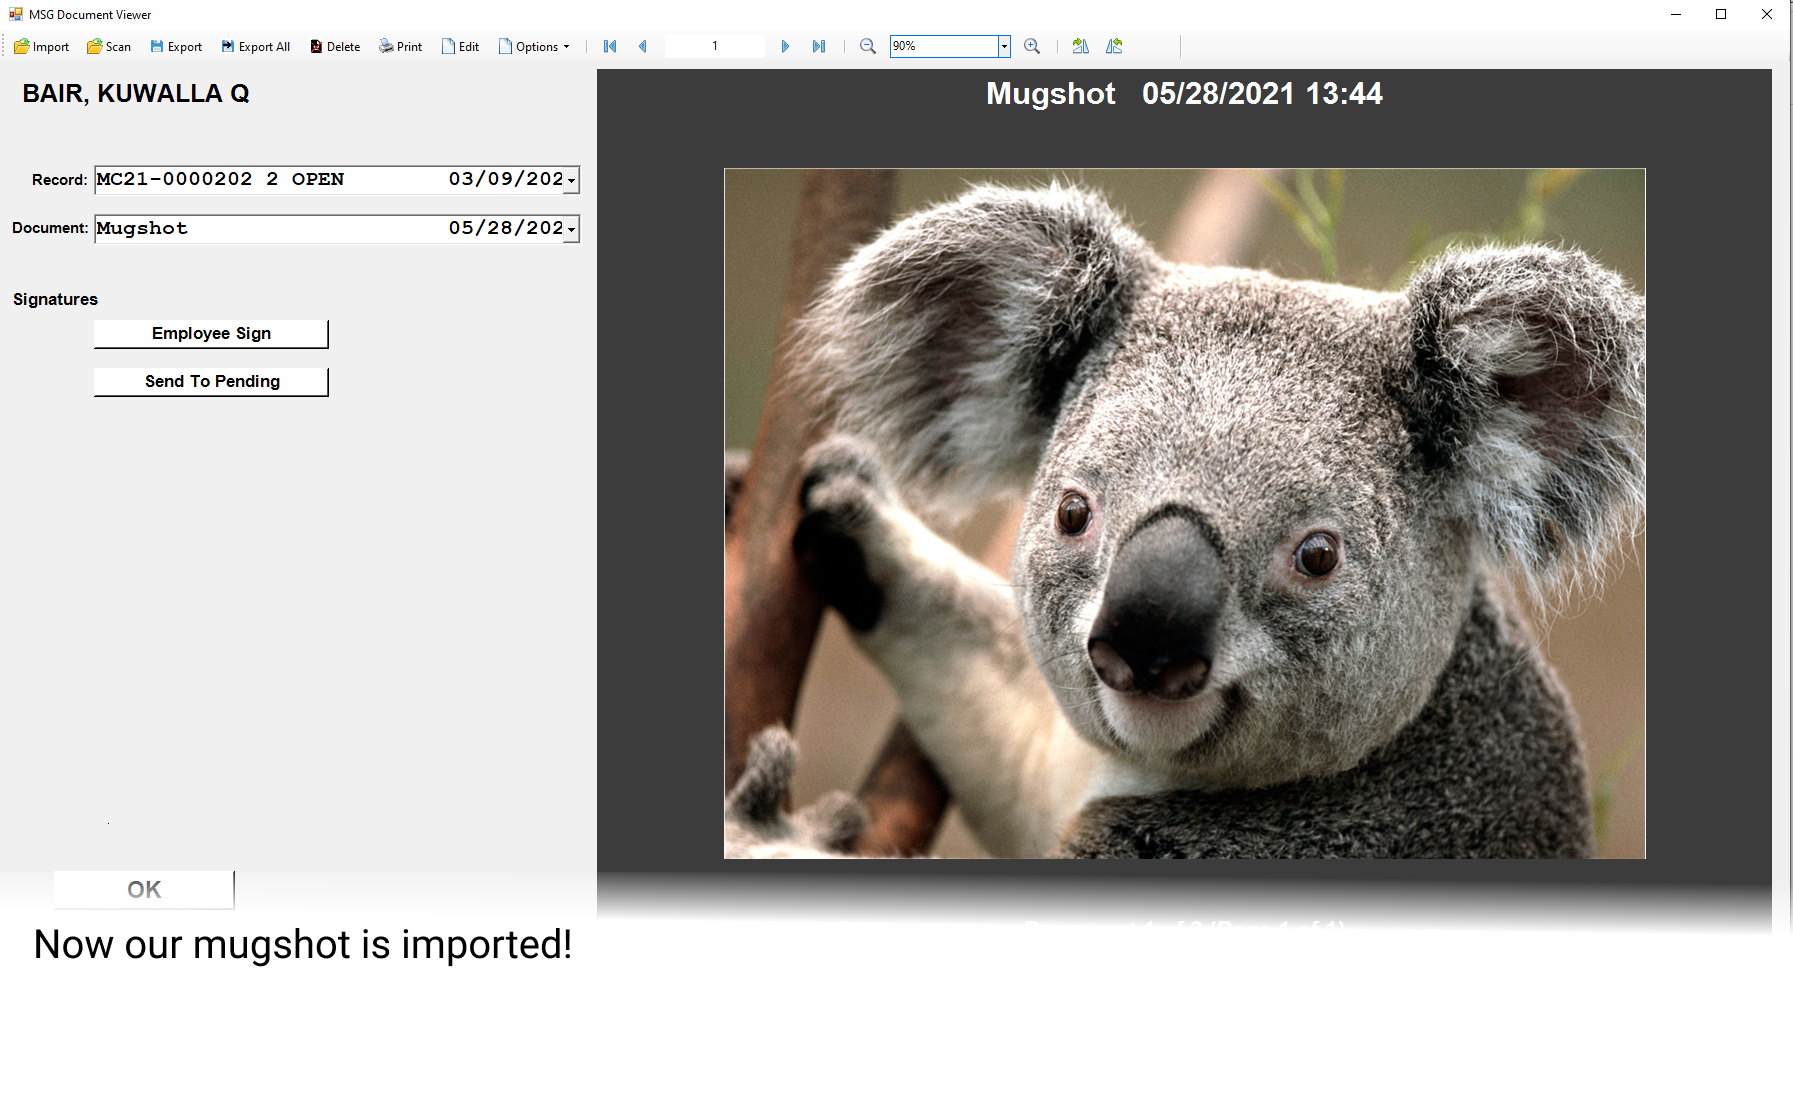 MSG Document Viewer
Import Scan Export Export All Delete Print Edit Options 1 90%
BAIR, KUWALLA Q
Mugshot 05/28/2021 13:44
Record: MC21-0000202 2 OPEN 03/09/202
Document: Mugshot 05/28/202
Signatures
Employee Sign
Send To Pending
OK
Now our mugshot is imported!